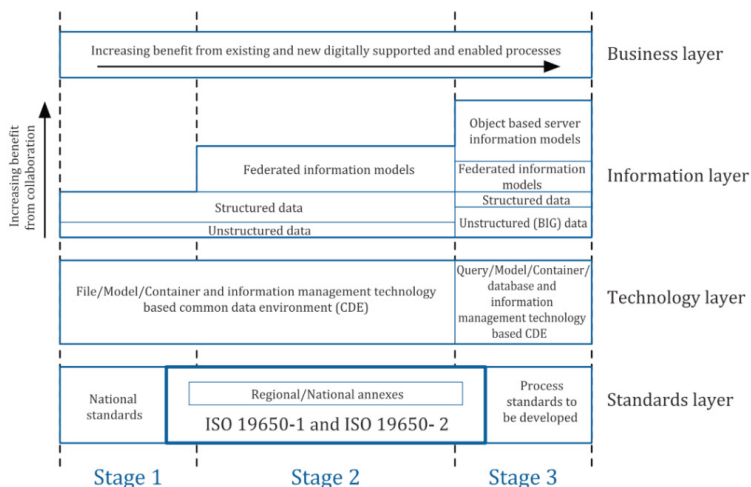 Increasing benefit from existing and new digitally supported and enabled processes
Business layer
Increasing benefit
from collaboration
Object based server
information models
Federated information models
Federated information
models
Structured data
Structured data
Unstructured data
Unstructured (BIG) data
Information layer
File/Model/Container and information management technology
based common data environment (CDE)
Query/Model/Container/
database and
information
management technology
based CDE
Technology layer
National
standards
Regional/National annexes
ISO 19650-1 and ISO 19650- 2
Process
standards to
be developed
Standards layer
Stage 1
Stage 2
Stage 3